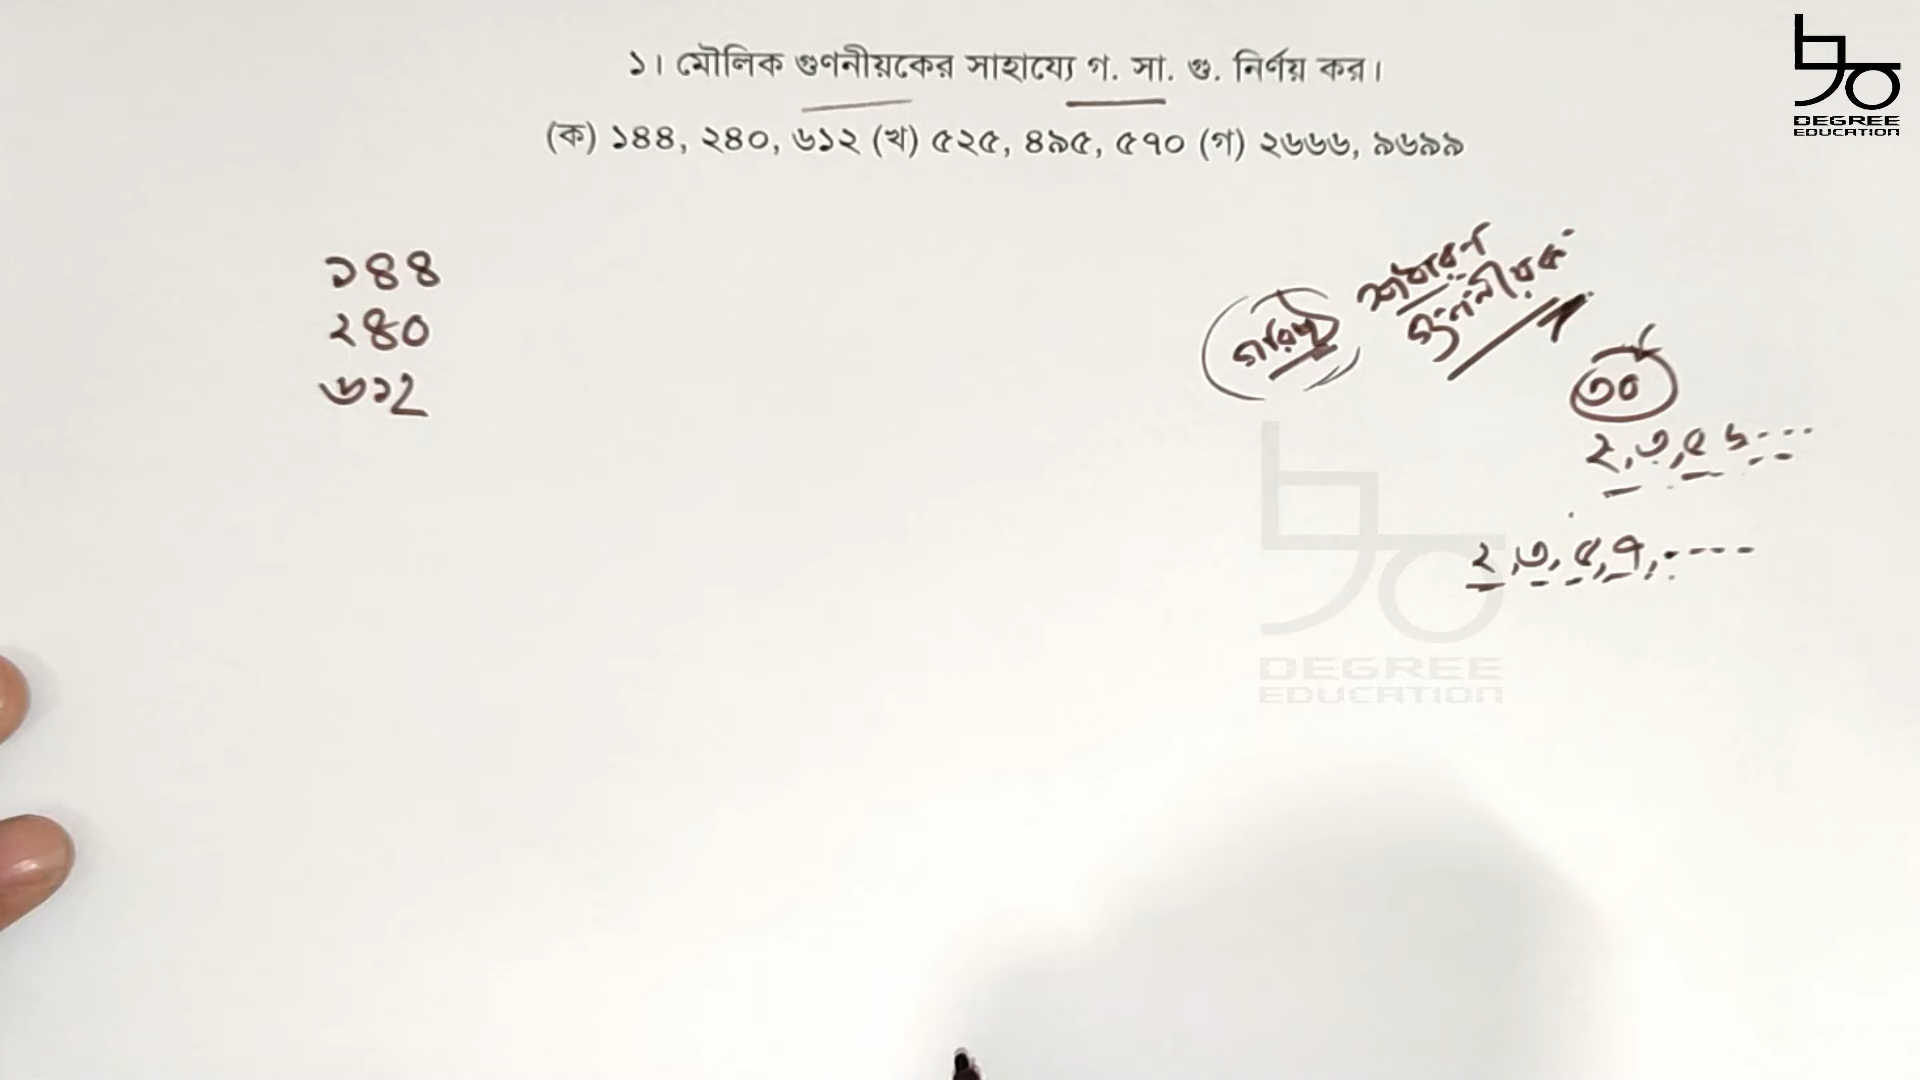 ১। মৌলিক গুণনীয়কের সাহায্যে গ. সা. গু. নির্ণয় কর।
(ক) ১৪৪, ২৪০, ৬১২ (খ) ৫২৫, ৪৯৫, ৫৭০ (গ) ২৬৬৬, ৯৬৯৯
DEGREE
EDUCATION
১৪৪
২৪০
৬১২
গরিষ্ঠ
সাধারণ
গুণনীয়ক
৩০
২, ৩, ৫ ৬ ----
২, ৩, ৫, ৭, ----
DEGREE
EDUCATION